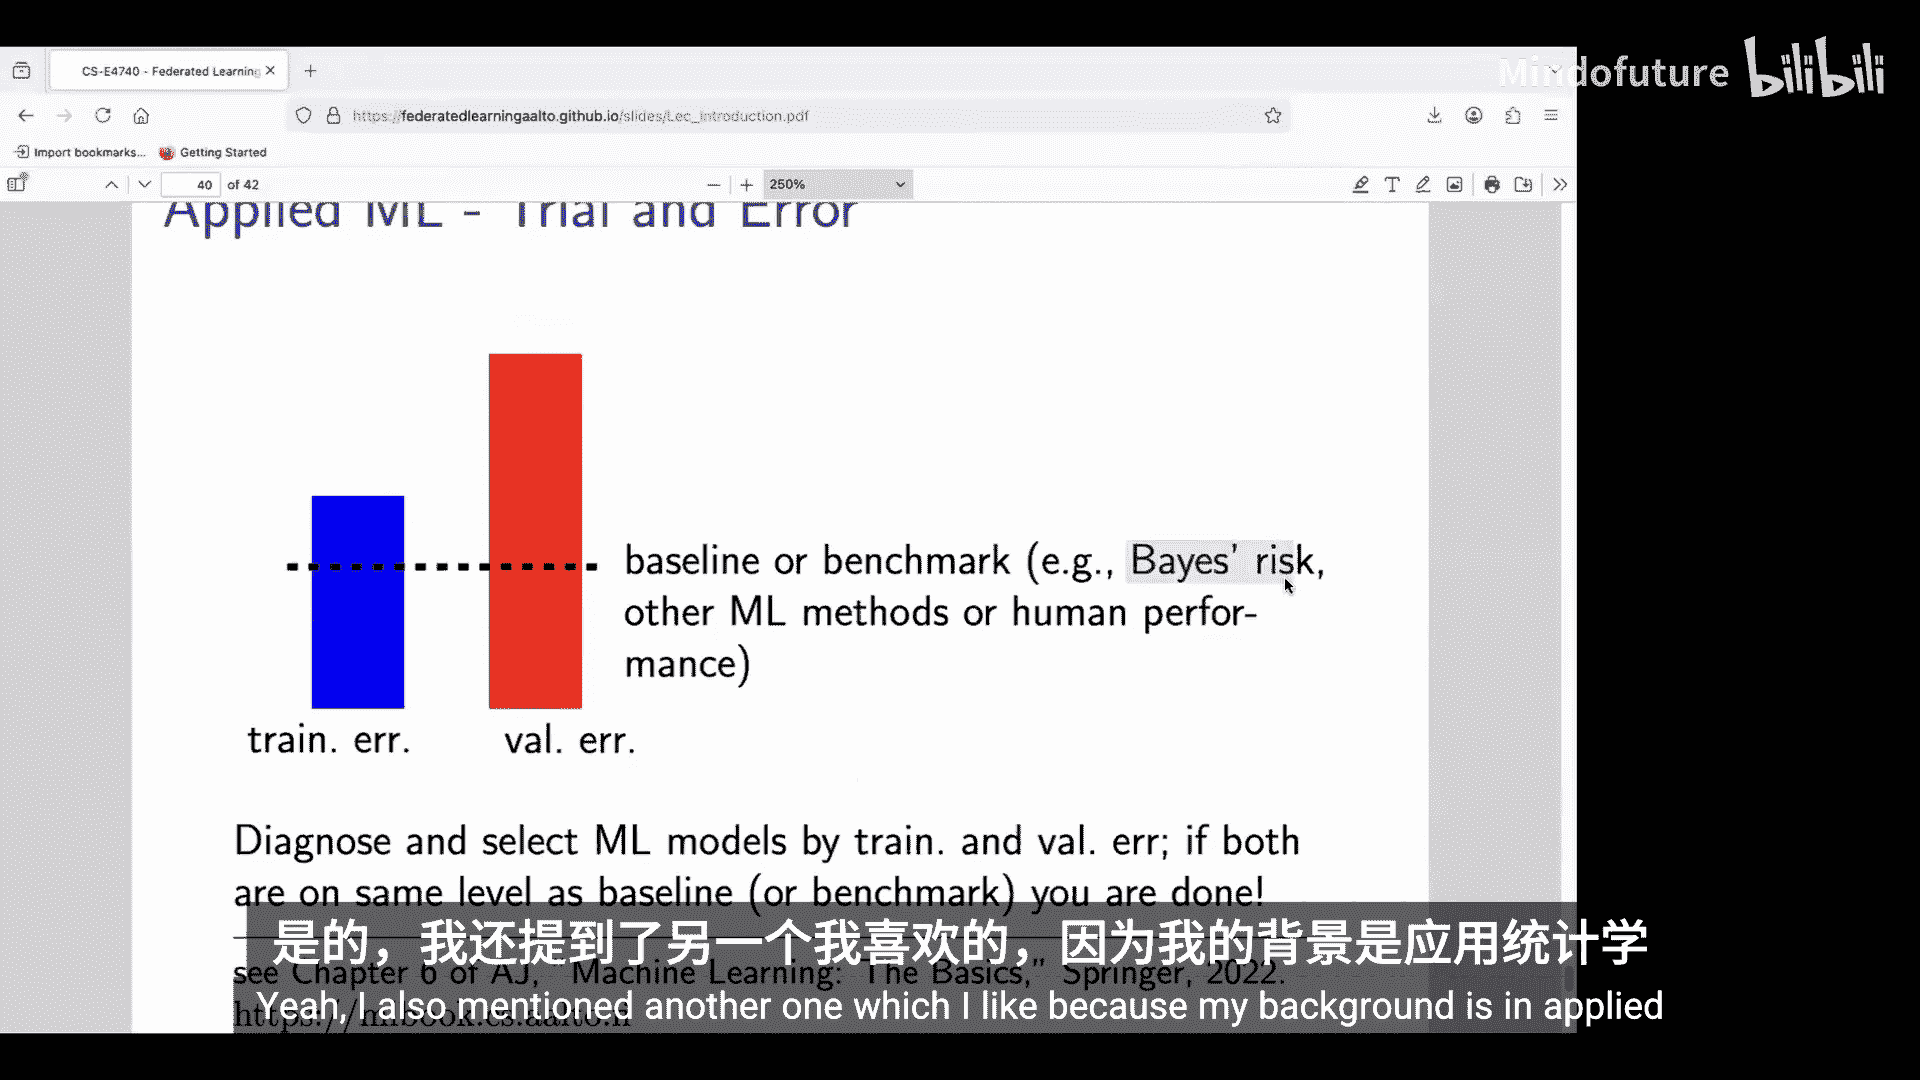 Mindofuture bilibili
CS-E4740 - Federated Learning
https://federatedlearningaalto.github.io/slides/Lec_Introduction.pdf
Import bookmarks... Getting Started
40 of 42 250%
Applied ML - Trial and Error
baseline or benchmark (e.g., Bayes' risk,
other ML methods or human perfor-
mance)
train. err. val. err.
Diagnose and select ML models by train. and val. err; if both
are on same level as baseline (or benchmark) you are done!
是的，我还提到了另一个我喜欢的，因为我的背景是应用统计学
see Chapter 6 of AJ, "Machine Learning: The Basics," Springer, 2022.
Yeah, I also mentioned another one which I like because my background is in applied
https://mlbook.cs.aalto.fi